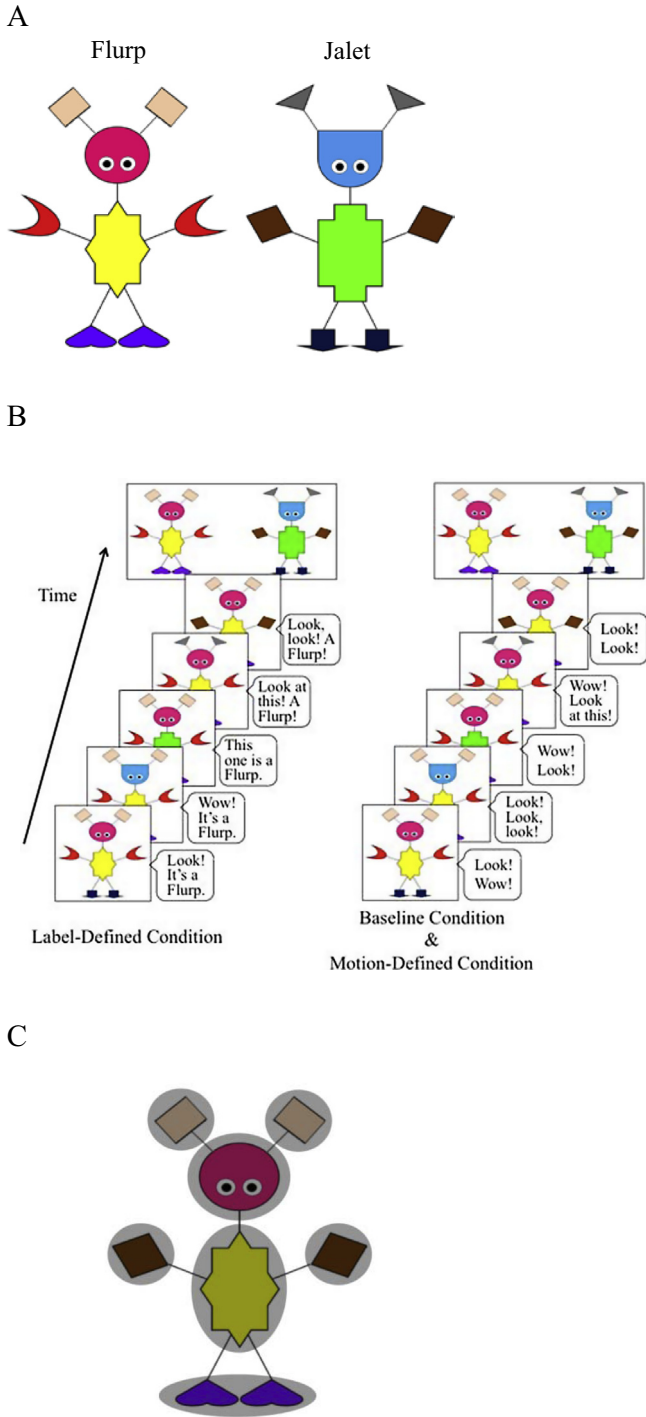 A
Flurp
Jalet
B
Time
Look,
look! A
Flurp!
Look at
this! A
Flurp!
This
one is a
Flurp.
Wow!
It's a
Flurp.
Look!
It's a
Flurp.
Label-Defined Condition
Look!
Look!
Wow!
Look
at this!
Wow!
Look!
Look!
Look,
look!
Look!
Wow!
Baseline Condition
&
Motion-Defined Condition
C